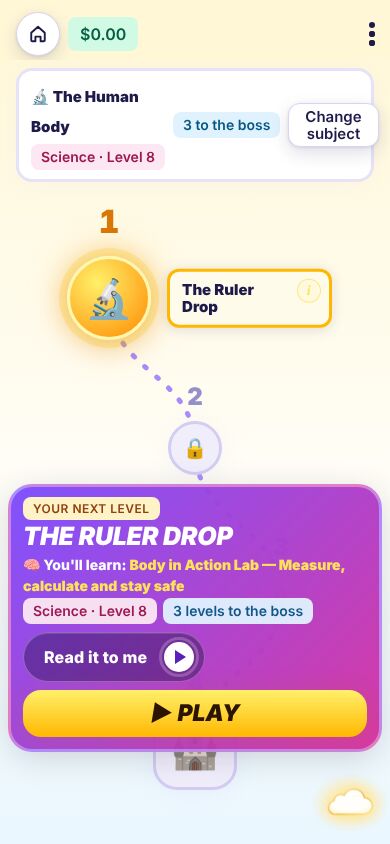 $0.00
🔬 The Human
Body
3 to the boss
Change
subject
Science · Level 8
1
The Ruler
Drop
i
2
YOUR NEXT LEVEL
THE RULER DROP
🧠 You'll learn: Body in Action Lab — Measure,
calculate and stay safe
Science · Level 8
3 levels to the boss
Read it to me
▶ PLAY